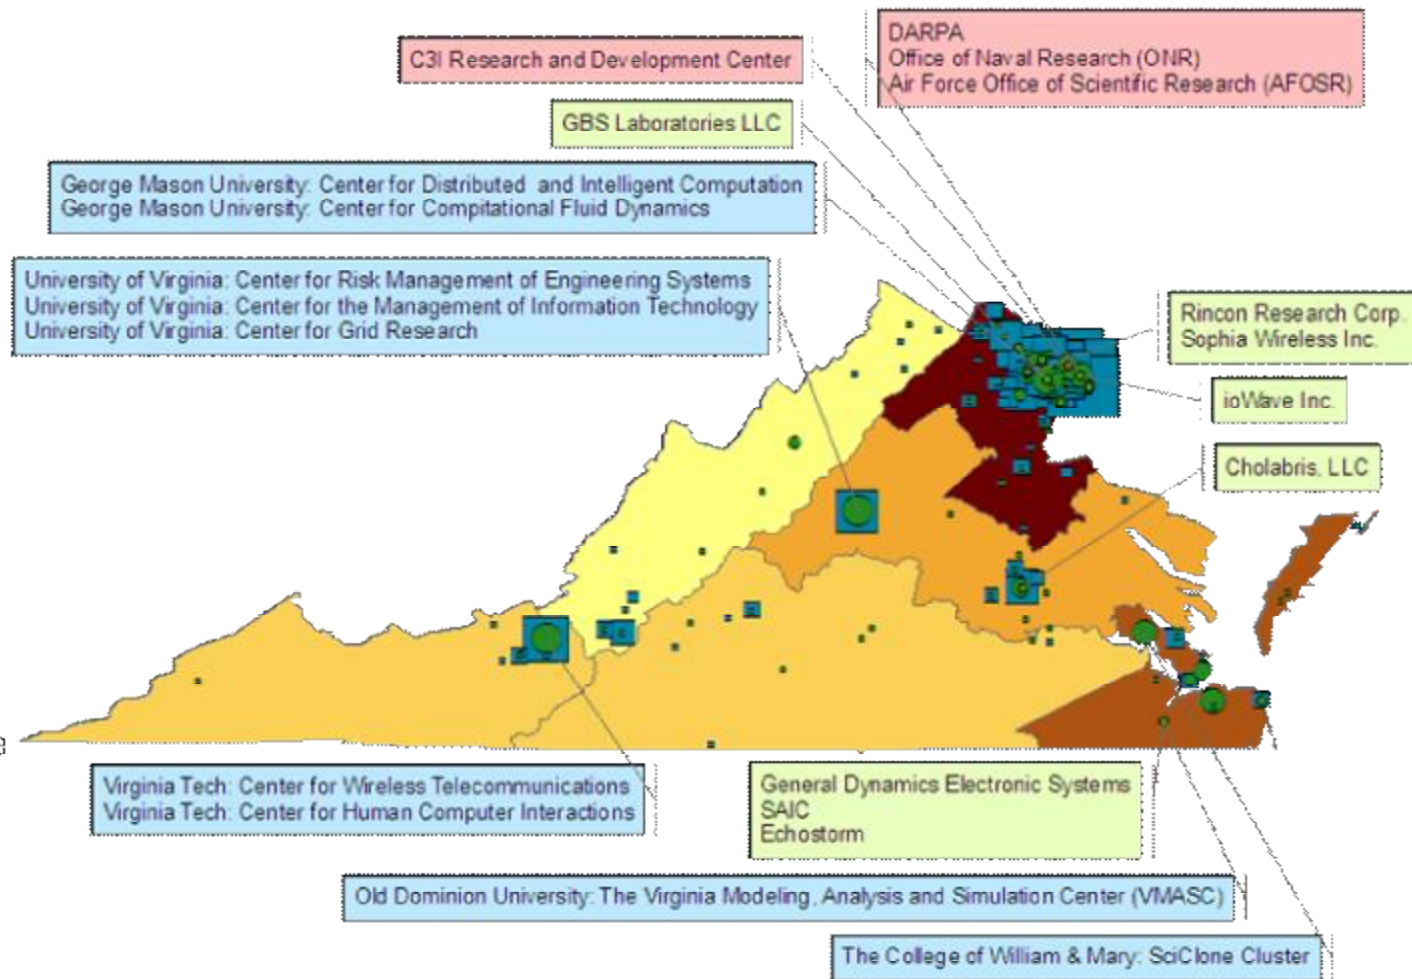 DARPA
Office of Naval Research (ONR)
Air Force Office of Scientific Research (AFOSR)
C3I Research and Development Center
GBS Laboratories LLC
George Mason University: Center for Distributed and Intelligent Computation
George Mason University: Center for Compitational Fluid Dynamics
University of Virginia: Center for Risk Management of Engineering Systems
University of Virginia: Center for the Management of Information Technology
University of Virginia: Center for Grid Research
Rincon Research Corp.
Sophia Wireless Inc.
ioWave Inc.
Cholabris, LLC
Virginia Tech: Center for Wireless Telecommunications
Virginia Tech: Center for Human Computer Interactions
General Dynamics Electronic Systems
SAIC
Echostorm
Old Dominion University: The Virginia Modeling, Analysis and Simulation Center (VMASC)
The College of William & Mary: SciClone Cluster